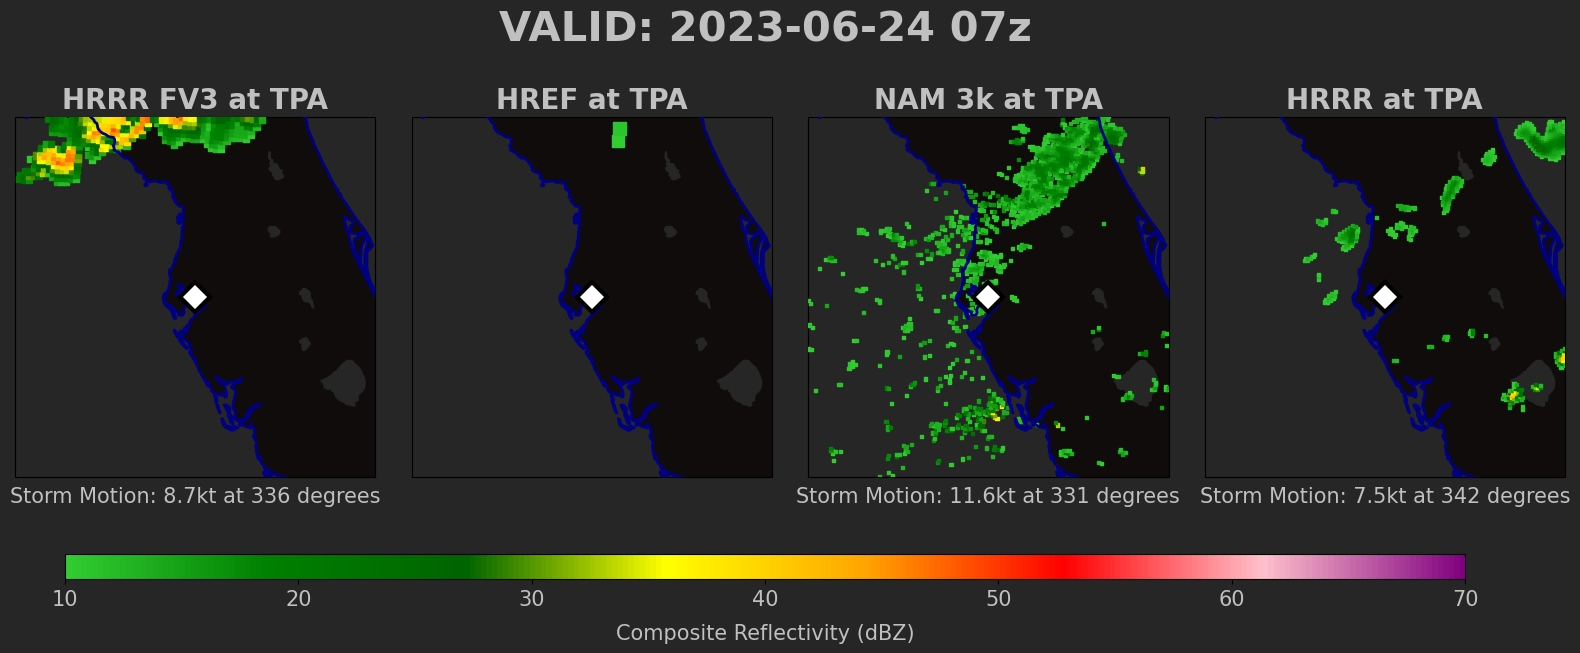 VALID: 2023-06-24 07z
HRRR FV3 at TPA
HREF at TPA
NAM 3k at TPA
HRRR at TPA
Storm Motion: 8.7kt at 336 degrees
Storm Motion: 11.6kt at 331 degrees
Storm Motion: 7.5kt at 342 degrees
10 20 30 40 50 60 70
Composite Reflectivity (dBZ)